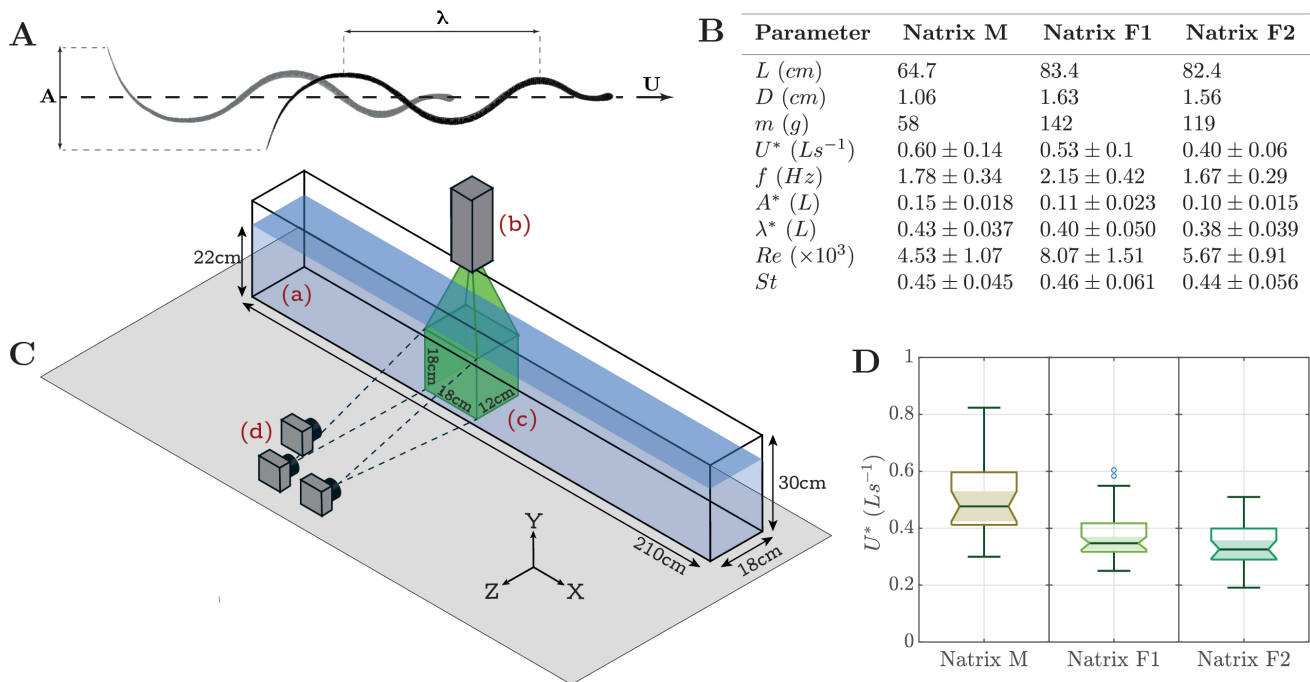 A
λ
A
U
B
Parameter Natrix M Natrix F1 Natrix F2
L (cm) 64.7 83.4 82.4
D (cm) 1.06 1.63 1.56
m (g) 58 142 119
U* (Ls⁻¹) 0.60 ± 0.14 0.53 ± 0.1 0.40 ± 0.06
f (Hz) 1.78 ± 0.34 2.15 ± 0.42 1.67 ± 0.29
A* (L) 0.15 ± 0.018 0.11 ± 0.023 0.10 ± 0.015
λ* (L) 0.43 ± 0.037 0.40 ± 0.050 0.38 ± 0.039
Re (×10³) 4.53 ± 1.07 8.07 ± 1.51 5.67 ± 0.91
St 0.45 ± 0.045 0.46 ± 0.061 0.44 ± 0.056
C
(b)
22cm
(a)
18cm
18cm
12cm
(c)
(d)
30cm
210cm
18cm
Y
Z
X
D
U* (Ls⁻¹)
1
0.8
0.6
0.4
0.2
0
Natrix M
Natrix F1
Natrix F2